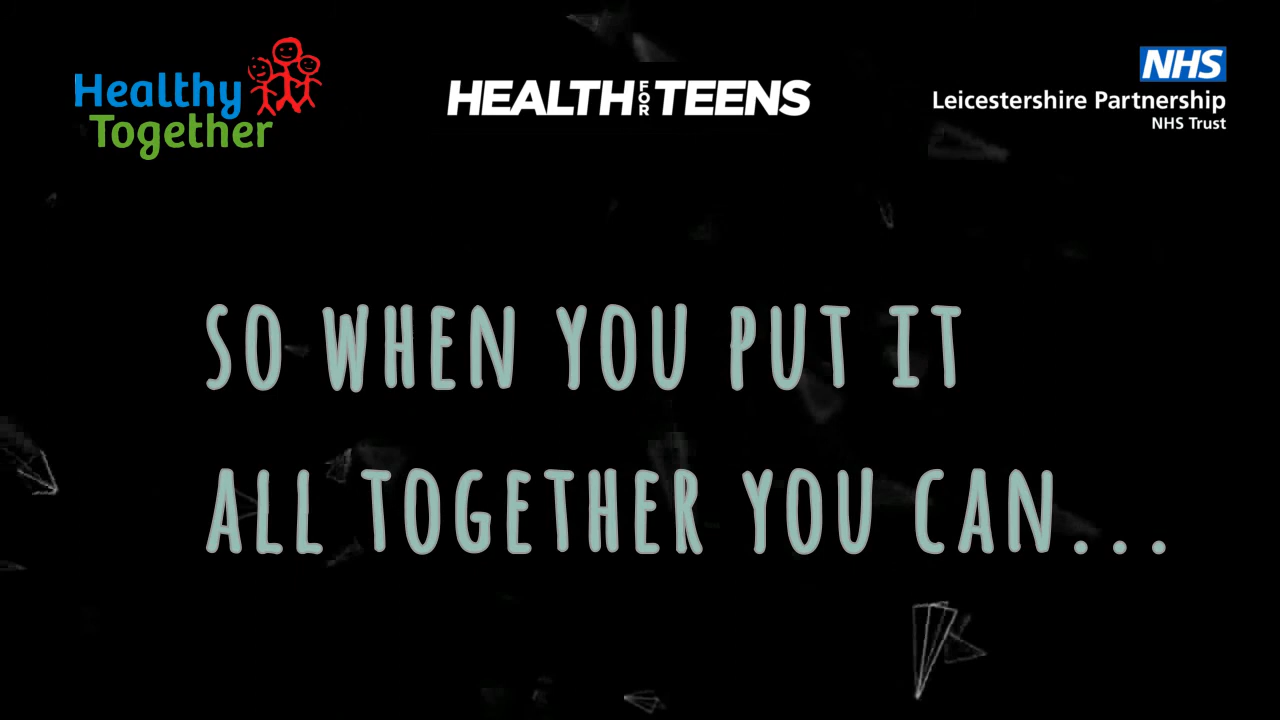 Healthy
Together
HEALTH FOR TEENS
NHS
Leicestershire Partnership
NHS Trust
SO WHEN YOU PUT IT
ALL TOGETHER YOU CAN...